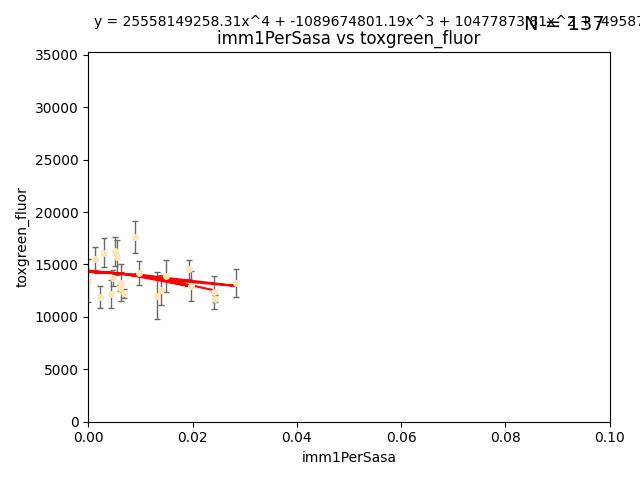 y = 25558149258.31x^4 + -1089674801.19x^3 + 10477873
N = 137
imm1PerSasa vs toxgreen_fluor
35000
30000
25000
20000
15000
10000
5000
0
toxgreen_fluor
0.00 0.02 0.04 0.06 0.08 0.10
imm1PerSasa